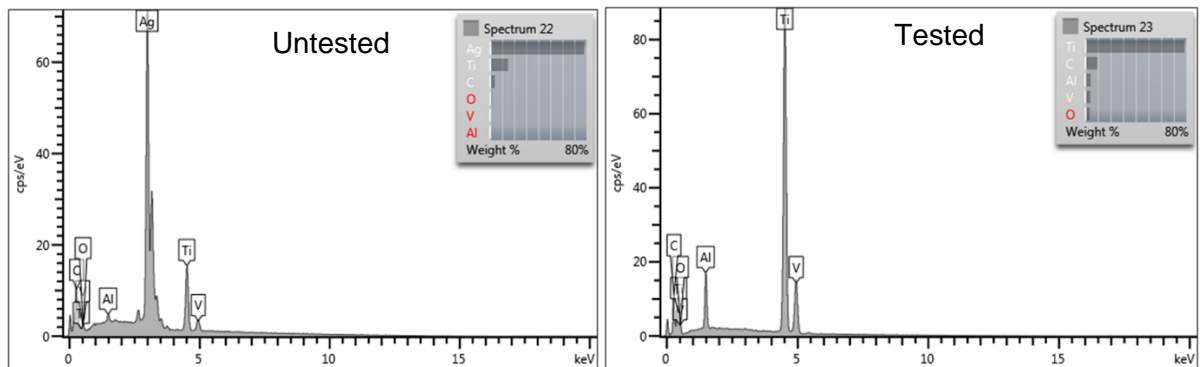 Untested
Spectrum 22
Ag
Ti
C
O
V
Al
Weight % 80%
cps/eV
60
40
20
0
Ag
O
C
Al
Ti
V
0 5 10 15 keV
Tested
Spectrum 23
Ti
C
Al
V
O
Weight % 80%
cps/eV
80
60
40
20
0
Ti
C
O
Al
V
0 5 10 15 keV